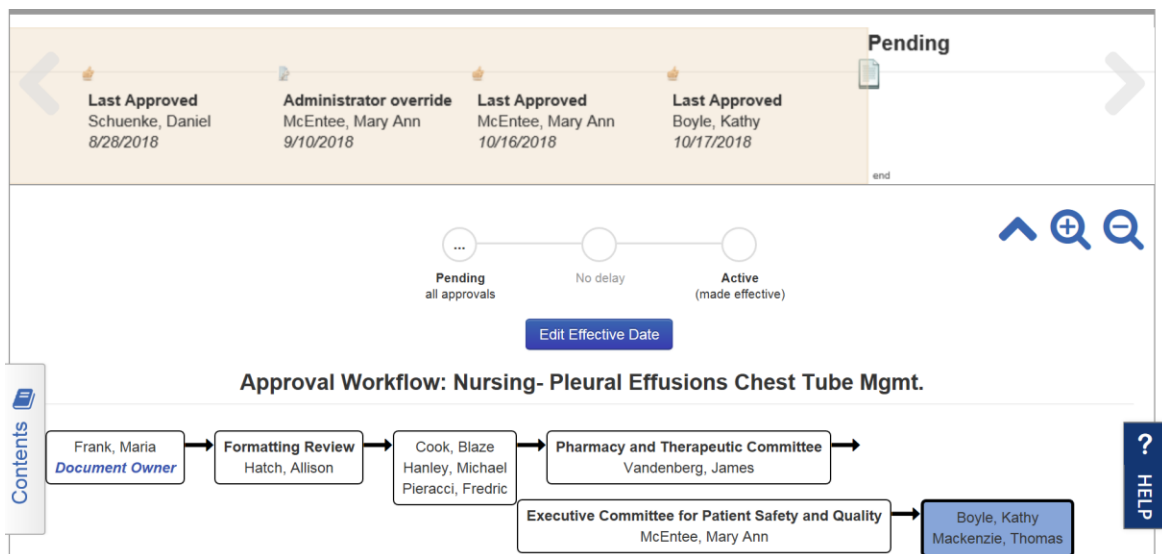 Pending
Last Approved
Schuenke, Daniel
8/28/2018
Administrator override
McEntee, Mary Ann
9/10/2018
Last Approved
McEntee, Mary Ann
10/16/2018
Last Approved
Boyle, Kathy
10/17/2018
end
...
Pending
all approvals
No delay
Active
(made effective)
Edit Effective Date
Approval Workflow: Nursing- Pleural Effusions Chest Tube Mgmt.
Contents
Frank, Maria
Document Owner
Formatting Review
Hatch, Allison
Cook, Blaze
Hanley, Michael
Pieracci, Fredric
Pharmacy and Therapeutic Committee
Vandenberg, James
Executive Committee for Patient Safety and Quality
McEntee, Mary Ann
Boyle, Kathy
Mackenzie, Thomas
? HELP